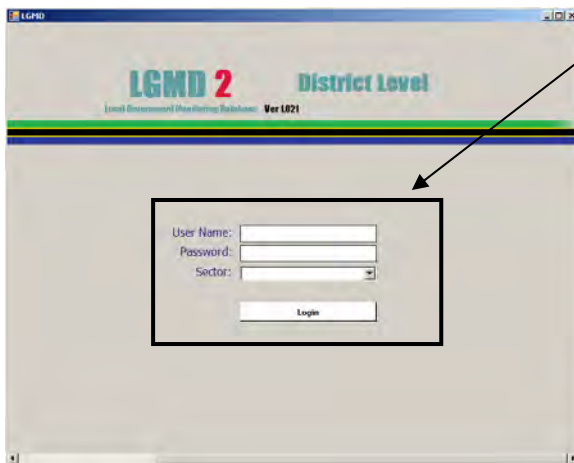 LGMD
LGMD 2 District Level
Local Government Monitoring Database Ver L021
User Name:
Password:
Sector:
Login